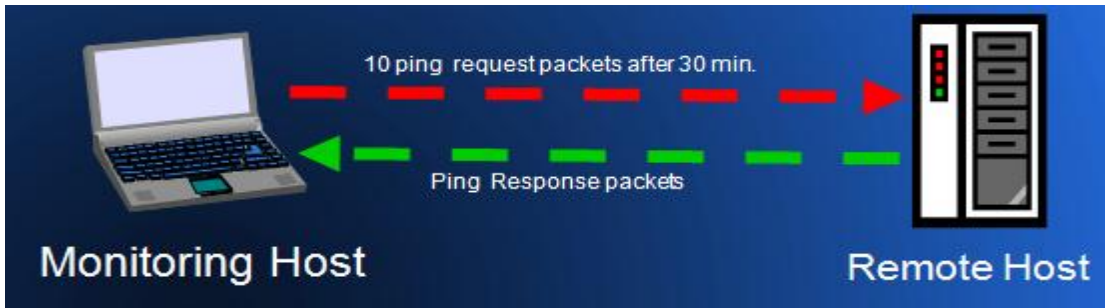 10 ping request packets after 30 min.
Ping Response packets
Monitoring Host
Remote Host